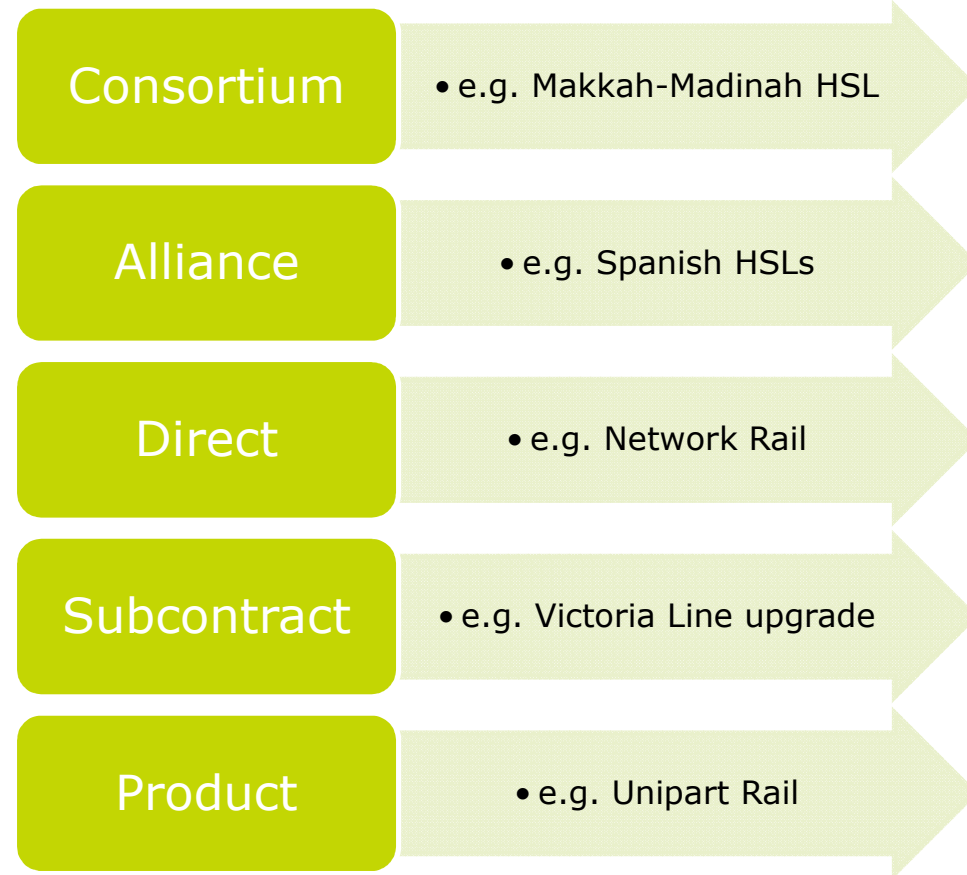 Consortium
• e.g. Makkah-Madinah HSL
Alliance
• e.g. Spanish HSLs
Direct
• e.g. Network Rail
Subcontract
• e.g. Victoria Line upgrade
Product
• e.g. Unipart Rail